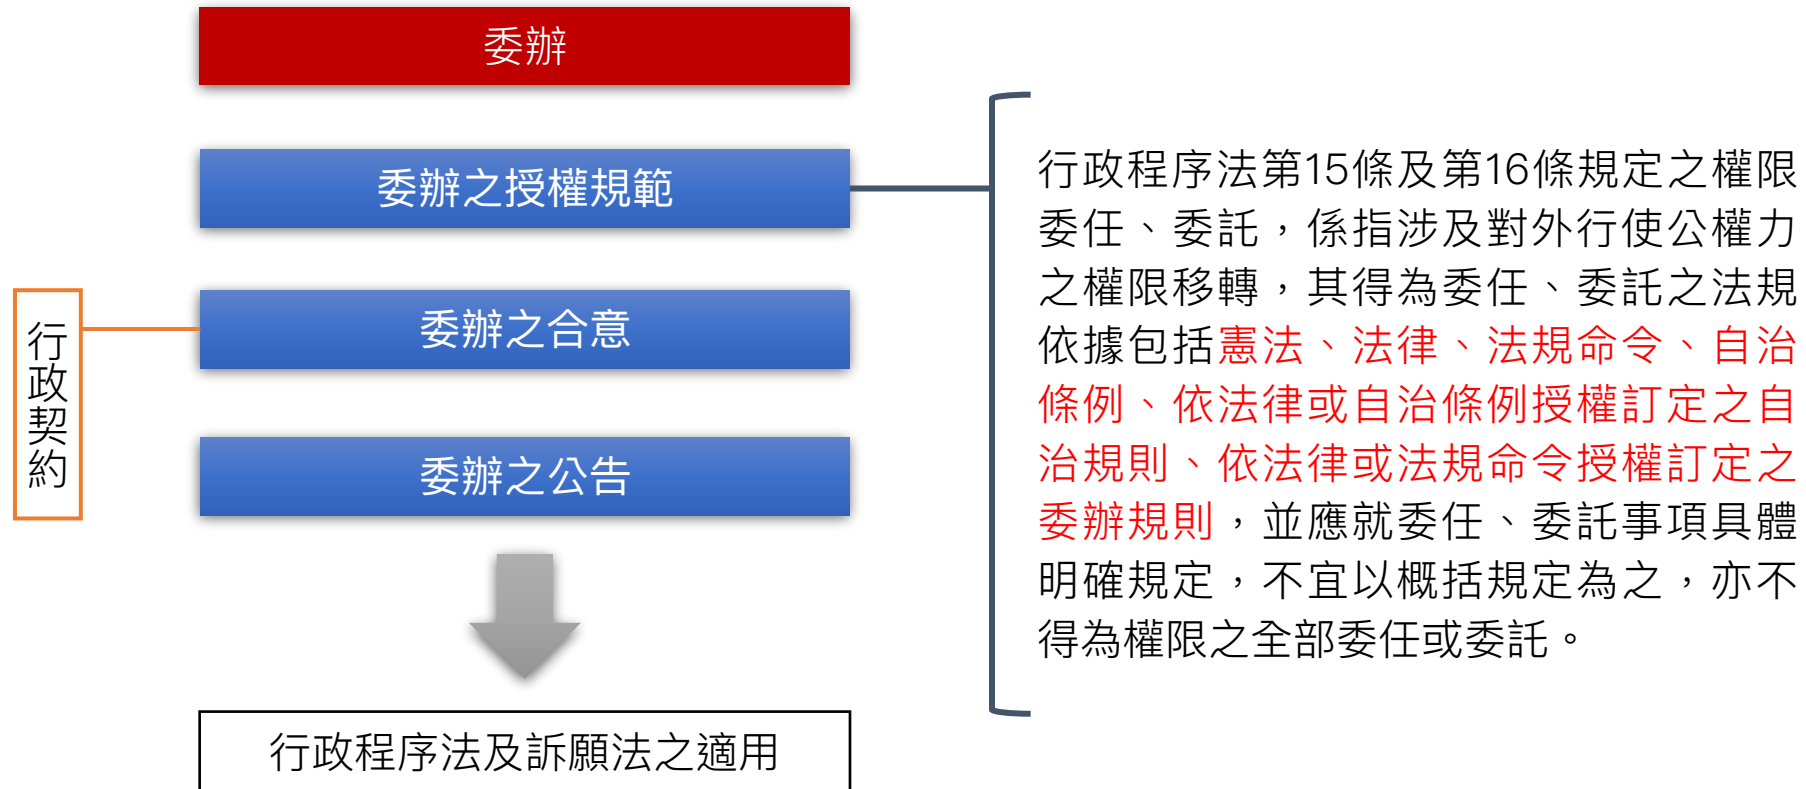 委辦
委辦之授權規範
委辦之合意
委辦之公告
行政程序法及訴願法之適用
行政契約
行政程序法第15條及第16條規定之權限
委任、委託，係指涉及對外行使公權力
之權限移轉，其得為委任、委託之法規
依據包括憲法、法律、法規命令、自治
條例、依法律或自治條例授權訂定之自
治規則、依法律或法規命令授權訂定之
委辦規則，並應就委任、委託事項具體
明確規定，不宜以概括規定為之，亦不
得為權限之全部委任或委託。